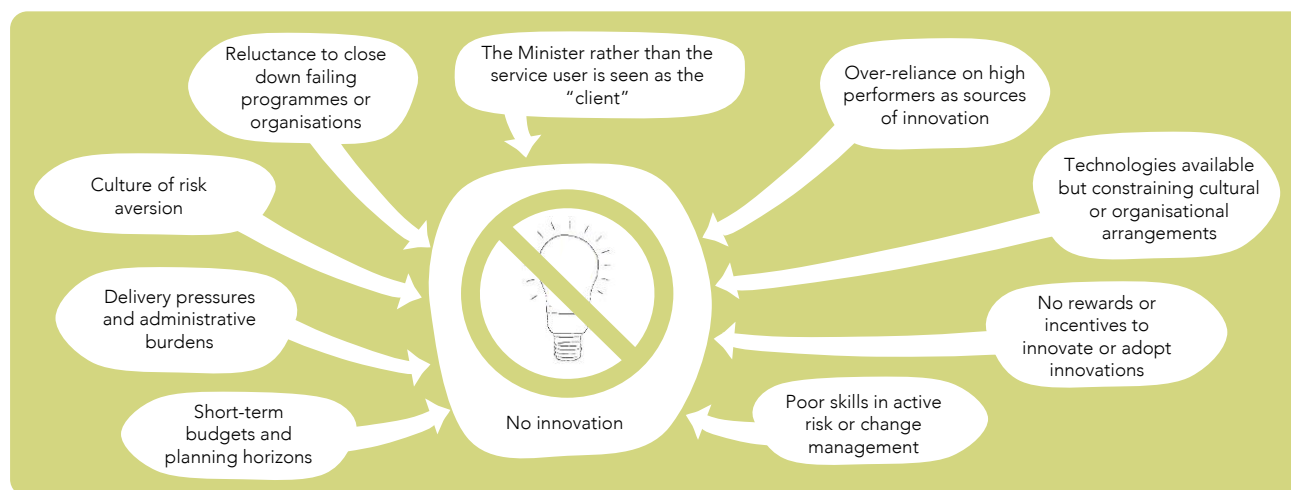 Reluctance to close
down failing
programmes or
organisations
The Minister rather than the
service user is seen as the
“client”
Over-reliance on high
performers as sources
of innovation
Culture of risk
aversion
Technologies available
but constraining cultural
or organisational
arrangements
Delivery pressures
and administrative
burdens
No rewards or
incentives to
innovate or adopt
innovations
Short-term
budgets and
planning horizons
No innovation
Poor skills in active
risk or change
management